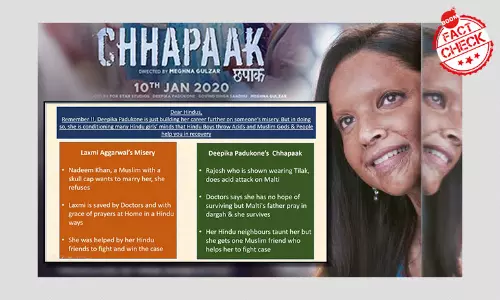 BOOM
FACT
CHECK
CHHAPAAK
DIRECTED BY MEGHNA GULZAR छपाक
10TH JAN 2020
Dear Hindus,
Remember !!, Deepika Padukone is just building her career further on someone's misery. But in doing
so, she is conditioning many Hindu girls' minds that Hindu Boys throw Acids and Muslim Gods & People
help you in recovery
Laxmi Aggarwal's Misery
• Nadeem Khan, a Muslim with a
skull cap wants to marry her, she
refuses
• Laxmi is saved by Doctors and with
grace of prayers at Home in a Hindu
ways
• She was helped by her Hindu
friends to fight and win the case
Deepika Padukone's Chhapaak
• Rajosh who is shown wearing Tilak,
does acid attack on Malti
• Doctors says she has no hope of
surviving but Malti's father pray in
dargah & she survives
• Her Hindu neighbours taunt her but
she gets one Muslim friend who
helps her to fight case